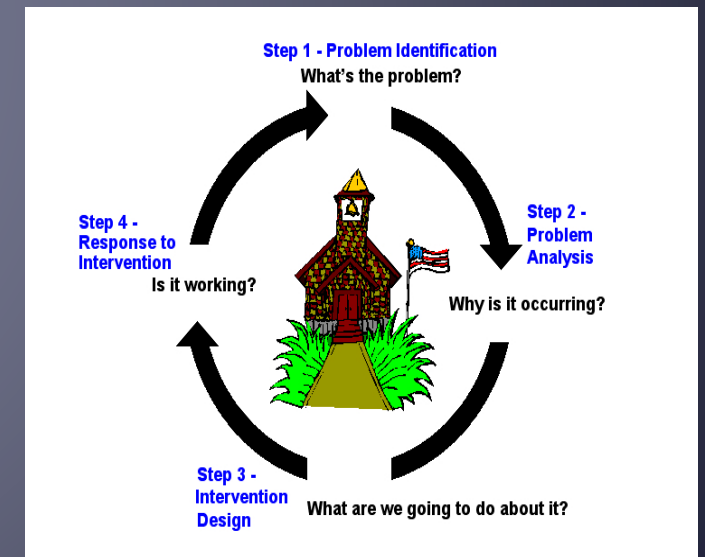 Step 1 - Problem Identification
What's the problem?
Step 2 -
Problem
Analysis
Why is it occurring?
Step 3 -
Intervention
Design
What are we going to do about it?
Step 4 -
Response to
Intervention
Is it working?